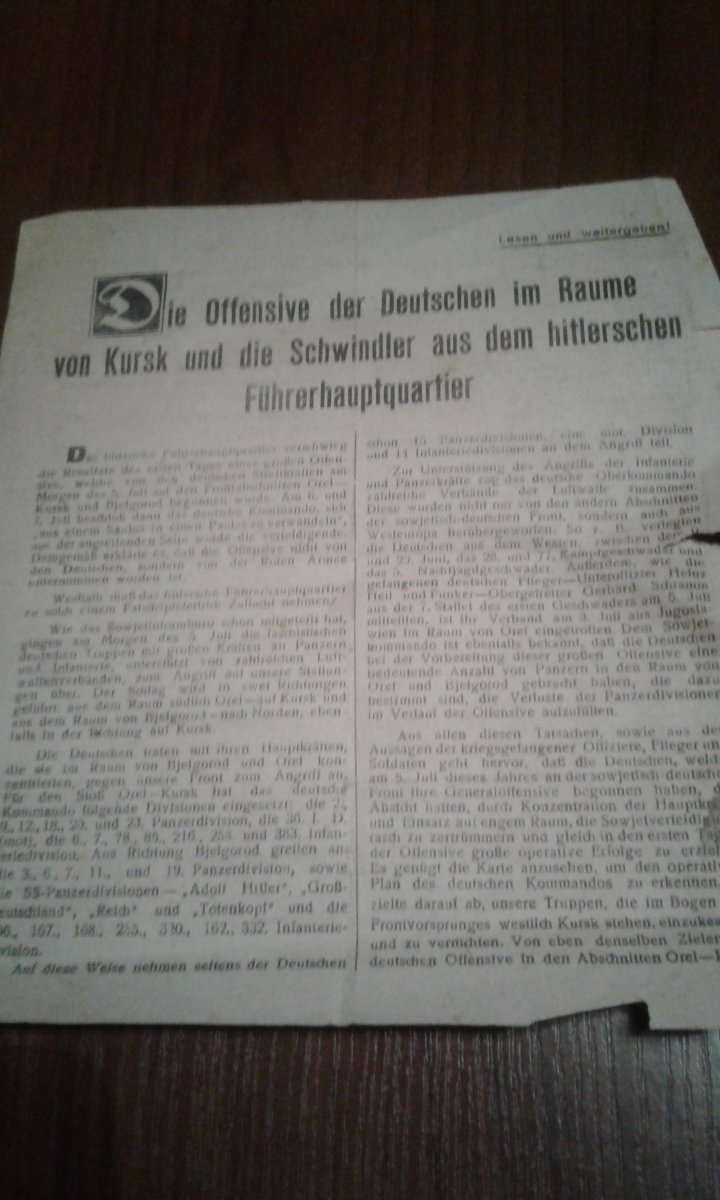 Lesen und weitergeben!
Die Offensive der Deutschen im Raume
von Kursk und die Schwindler aus dem hitlerschen
Führerhauptquartier
Das hitlersche Führerhauptquartier verschwieg
die Resultate des ersten Tages einer großen Offen-
sive, welche von den deutschen Streitkräften am
Morgen des 5. Juli auf den Frontabschnitten Orel—
Kursk und Bjelgorod begonnen wurde. Am 6. und
7. Juli beschloß dann das deutsche Kommando, sich
„aus einem Saulus in einen Paulus zu verwandeln“,
aus der angreifenden Seite wurde die verteidigende.
Demgemäß erklärte es, daß die Offensive nicht von
den Deutschen, sondern von der Roten Armee
unternommen worden ist.
Weshalb muß das hitlersche Führerhauptquartier
zu solch einem Falschspielertrick Zuflucht nehmen?
Wie das Sowjetinformbüro schon mitgeteilt hat,
gingen am Morgen des 5. Juli die faschistischen
deutschen Truppen mit großen Kräften an Panzern
und Infanterie, unterstützt von zahlreichen Luft-
waffenverbänden, zum Angriff auf unsere Stellun-
gen über. Der Schlag wird in zwei Richtungen
geführt: aus dem Raum südlich Orel—auf Kursk und
aus dem Raum von Bjelgorod—nach Norden, eben-
falls in der Richtung auf Kursk.
Die Deutschen traten mit ihren Hauptkräften,
die sie im Raum von Bjelgorod und Orel kon-
zentrierten, gegen unsere Front zum Angriff an.
Für den Stoß Orel—Kursk hat das deutsche
Kommando folgende Divisionen eingesetzt: die 2.,
9., 12., 18., 20. und 23. Panzerdivision, die 36. I. D.
(mot), die 6., 7., 78., 85., 216., 258. und 383. Infan-
teriedivision. Aus Richtung Bjelgorod greifen an:
die 3., 6., 7., 11., und 19. Panzerdivision, sowie
die SS-Panzerdivisionen — „Adolf Hitler“, „Groß-
eutschland“, „Reich“ und „Totenkopf“ und die
167., 168., 255., 320., 162., 332. Infanterie-
vision.
Auf diese Weise nehmen seitens der Deutschen
schon 15 Panzerdivisionen, eine mot. Division
und 14 Infanteriedivisionen an dem Angriff teil.
Zur Unterstützung des Angriffs der Infanterie
und Panzerkräfte zog das deutsche Oberkommando
zahlreiche Verbände der Luftwaffe zusammen.
Diese wurden nicht nur von den andern Abschnitten
der sowjetisch-deutschen Front, sondern auch aus
Westeuropa herübergeworfen. So z. B. verlegten
die Deutschen aus dem Westen, zwischen dem
und 25. Juni, das 28. und 77. Kampfgeschwader und
das 5. Nachtjagdgeschwader. Außerdem, wie die
gefangenen deutschen Flieger—Unteroffizier Heinz
Heil und Funker—Obergefreiter Gerhard Schramm
aus der 7. Staffel des ersten Geschwaders am 5. Juli
mitteilten, ist ihr Verband am 3. Juli aus Jugosla-
wien im Raum von Orel eingetroffen. Dem Sowjet-
kommando ist ebenfalls bekannt, daß die Deutschen
bei der Vorbereitung dieser großen Offensive eine
bedeutende Anzahl von Panzern in den Raum von
Orel und Bjelgorod gebracht haben, die dazu
bestimmt sind, die Verluste der Panzerdivisionen
im Verlauf der Offensive aufzufüllen.
Aus allen diesen Tatsachen, sowie aus den
Aussagen der kriegsgefangener Offiziere, Flieger un
Soldaten geht hervor, daß die Deutschen, welch
am 5. Juli dieses Jahres an der sowjetisch-deutsche
Front ihre Generaloffensive begonnen haben, d
Absicht hatten, durch Konzentration der Hauptkrä
und Einsatz auf engem Raum, die Sowjetverteidigu
rasch zu zertrümmern und gleich in den ersten Tag
der Offensive große operative Erfolge zu erziel
Es genügt die Karte anzusehen, um den operati
Plan des deutschen Kommandos zu erkennen.
zielte darauf ab, unsere Truppen, die im Bogen
Frontvorsprunges westlich Kursk stehen, einzukes
und zu vernichten. Von eben denselben Zielen
deutschen Offensive in den Abschnitten Orel—